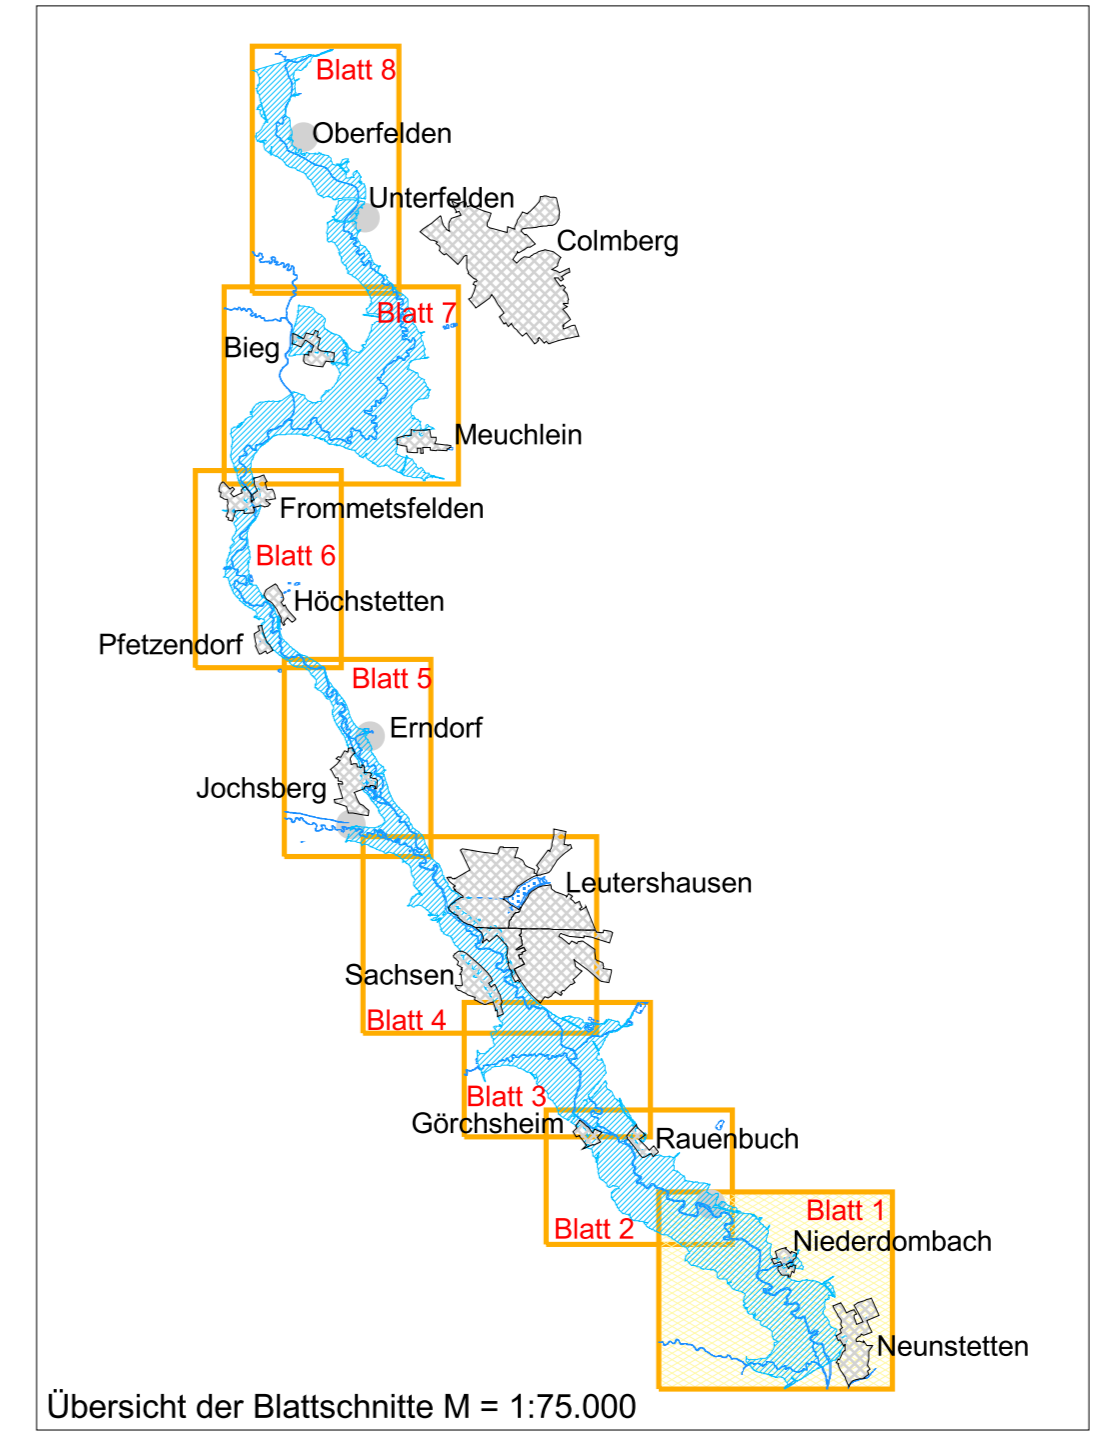 Blatt 8
Oberfelden
Unterfelden
Colmberg
Blatt 7
Bieg
Meuchlein
Frommetsfelden
Blatt 6
Höchstetten
Pfetzendorf
Blatt 5
Erndorf
Jochsberg
Leutershausen
Sachsen
Blatt 4
Blatt 3
Görchsheim
Rauenbuch
Blatt 1
Blatt 2
Niederdombach
Neunstetten
Übersicht der Blattschnitte M = 1:75.000